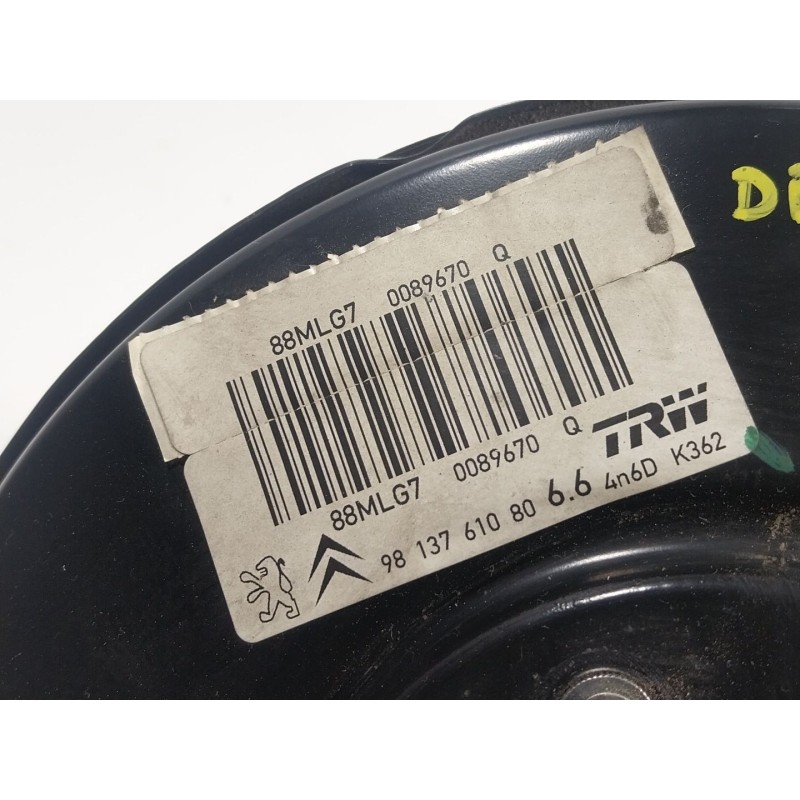 88MLG7 0089670 Q
88MLG7 0089670 Q
TRW
98 137 610 80 6.6 4n6D K362